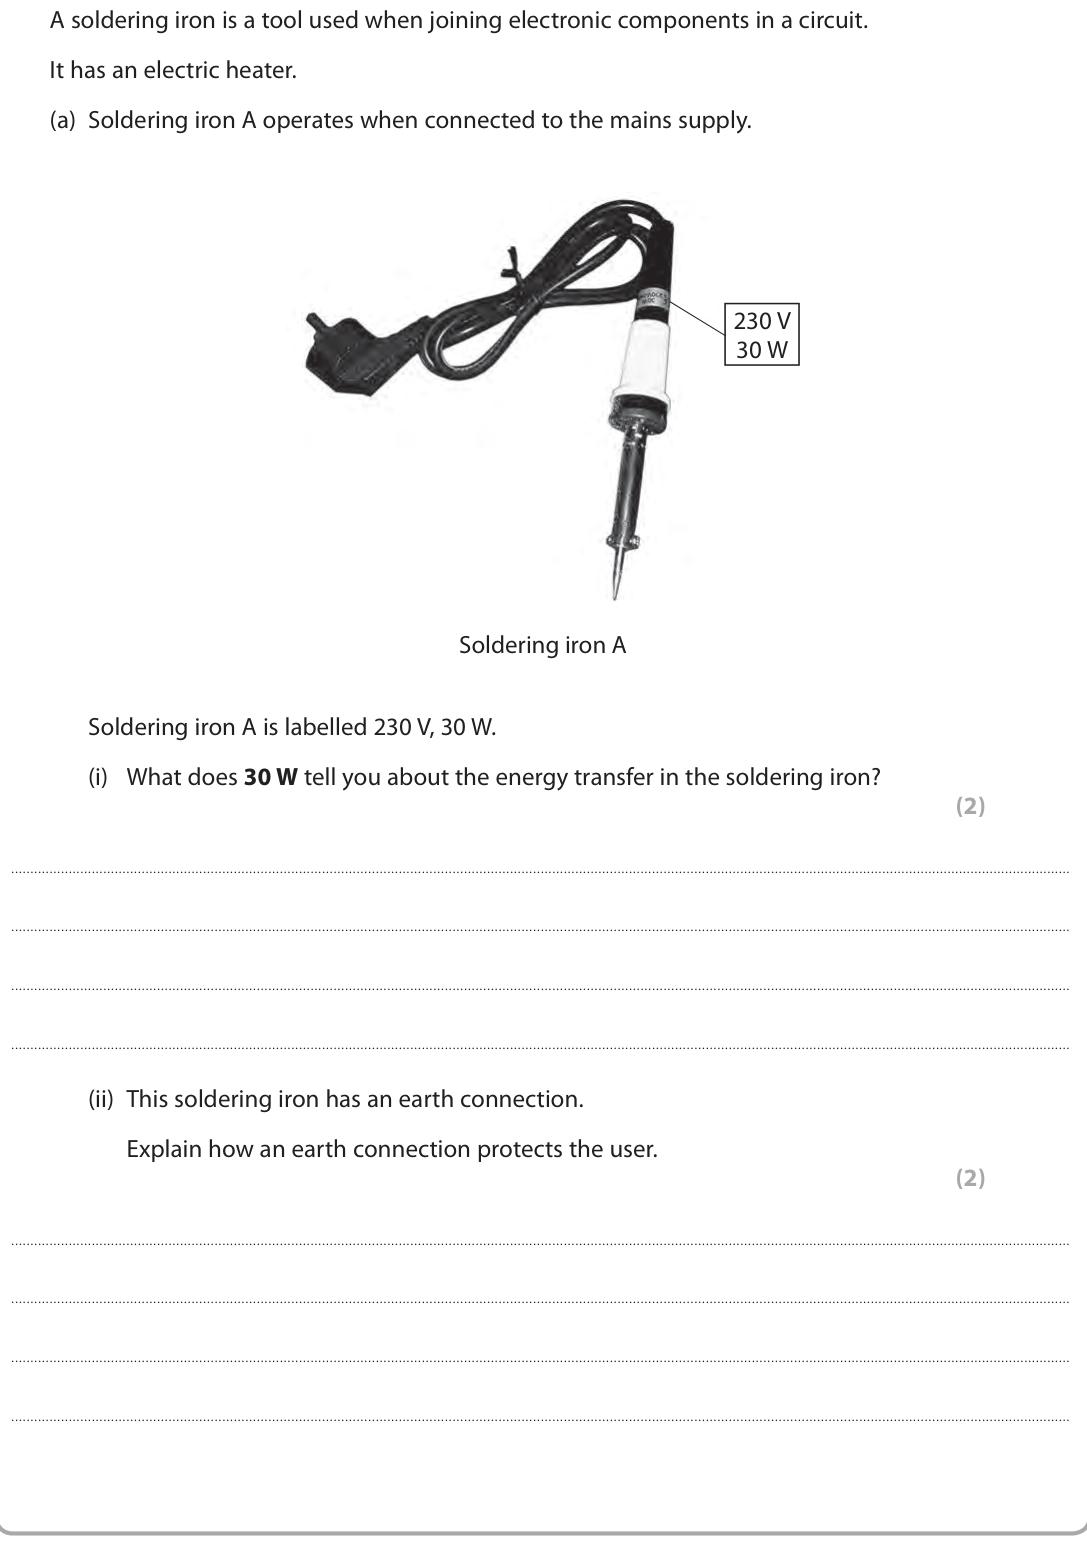 A soldering iron is a tool used when joining electronic components in a circuit.
It has an electric heater.
(a) Soldering iron A operates when connected to the mains supply.
230 V
30 W
Soldering iron A
Soldering iron A is labelled 230 V, 30 W.
(i) What does 30 W tell you about the energy transfer in the soldering iron?
(2)
(ii) This soldering iron has an earth connection.
Explain how an earth connection protects the user.
(2)